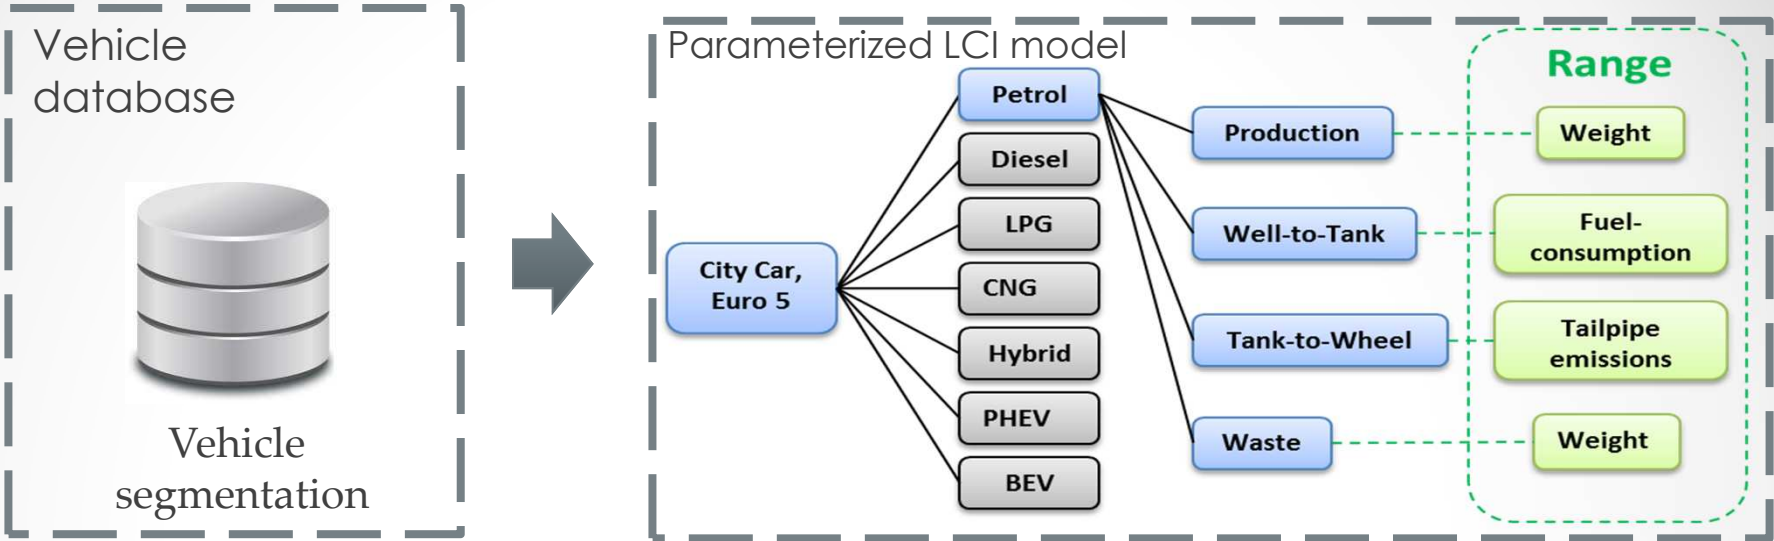 Vehicle
database
Vehicle
segmentation
Parameterized LCI model
City Car,
Euro 5
Petrol
Diesel
LPG
CNG
Hybrid
PHEV
BEV
Production
Well-to-Tank
Tank-to-Wheel
Waste
Range
Weight
Fuel-
consumption
Tailpipe
emissions
Weight